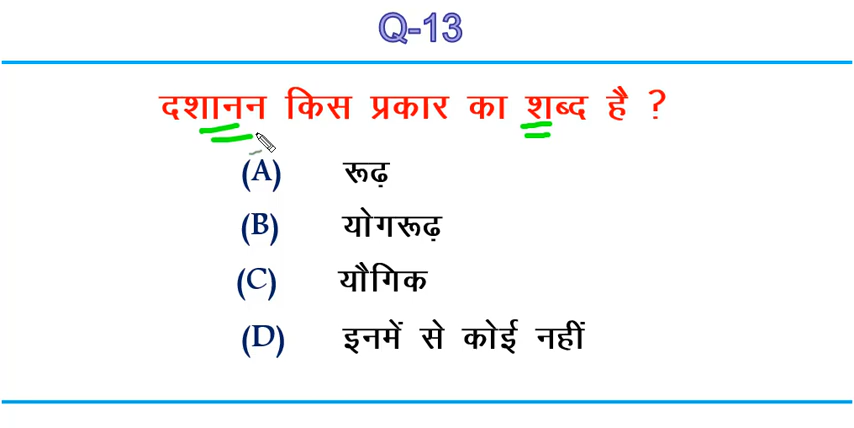 Q-13
दशानन किस प्रकार का शब्द है ?
(A) रूढ़
(B) योगरूढ़
(C) यौगिक
(D) इनमें से कोई नहीं